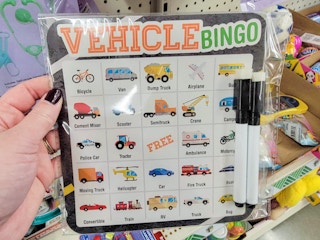 VEHICLE BINGO
Bicycle Van Dump Truck Airplane
Cement Mixer Scooter Semitruck Crane
Police Car Tractor FREE Ambulance
Moving Truck Helicopter Car Fire Truck
Convertible Train RV Truck